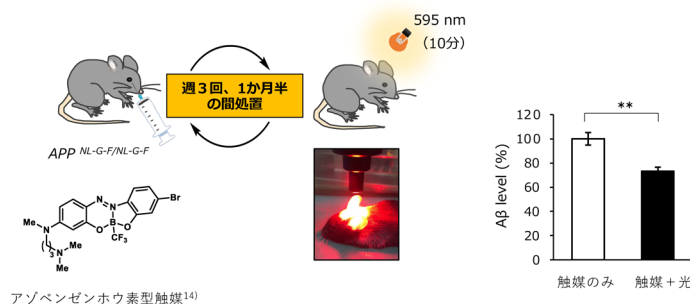 595 nm
（10分）
週３回、1か月半
の間処置
APP NL-G-F/NL-G-F
Br
N
N
Me
N
B
O
O
CF3
3
N
Me
Me
アゾベンゼンホウ素型触媒14)
**
Aβ level (%)
120
100
80
60
40
20
0
触媒のみ
触媒＋光